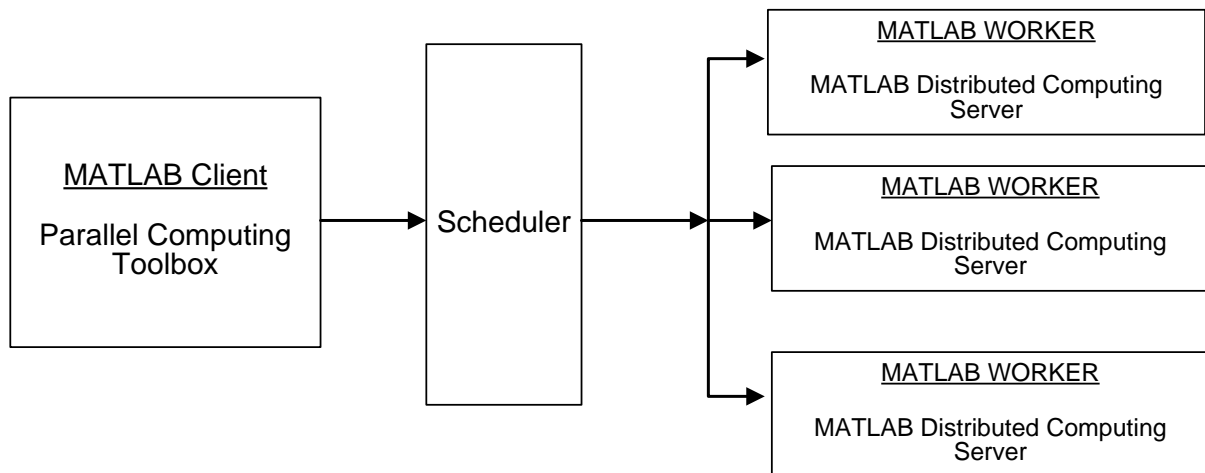 MATLAB Client
Parallel Computing
Toolbox
Scheduler
MATLAB WORKER
MATLAB Distributed Computing
Server
MATLAB WORKER
MATLAB Distributed Computing
Server
MATLAB WORKER
MATLAB Distributed Computing
Server